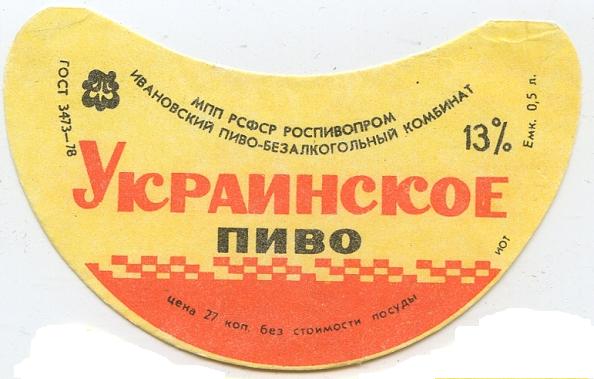 МПП РСФСР РОСПИВОПРОМ
ИВАНОВСКИЙ ПИВО-БЕЗАЛКОГОЛЬНЫЙ КОМБИНАТ
ГОСТ 3473—78
13%
Емк. 0,5 л.
УКРАИНСКОЕ
ПИВО
ТОИ
цена 27 коп. без стоимости посуды